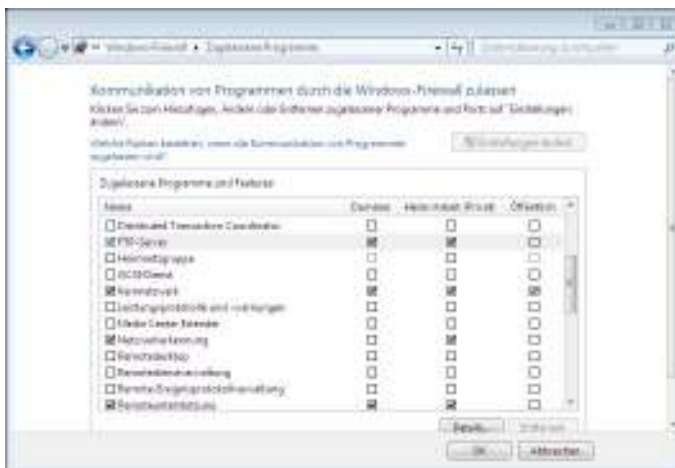 Windows-Firewall ▸ Zugelassene Programme
Kommunikation von Programmen durch die Windows-Firewall zulassen
Klicken Sie zum Hinzufügen, Ändern oder Entfernen zugelassener Programme und Ports auf "Einstellungen
ändern".
Welche Risiken bestehen, wenn die Kommunikation von Programmen
zugelassen wird?
Einstellungen ändern
Zugelassene Programme und Features:
Name Domäne Heim/Arbeit (Privat) Öffentlich
Distributed Transaction Coordinator
FTP-Server
Heimnetzgruppe
iSCSI-Dienst
Kernnetzwerk
Leistungsprotokolle und -warnungen
Media Center Extender
Netzwerkerkennung
Remotedesktop
Remotedienstverwaltung
Remote-Ereignisprotokollverwaltung
Remoteunterstützung
Details... Entfernen
OK Abbrechen